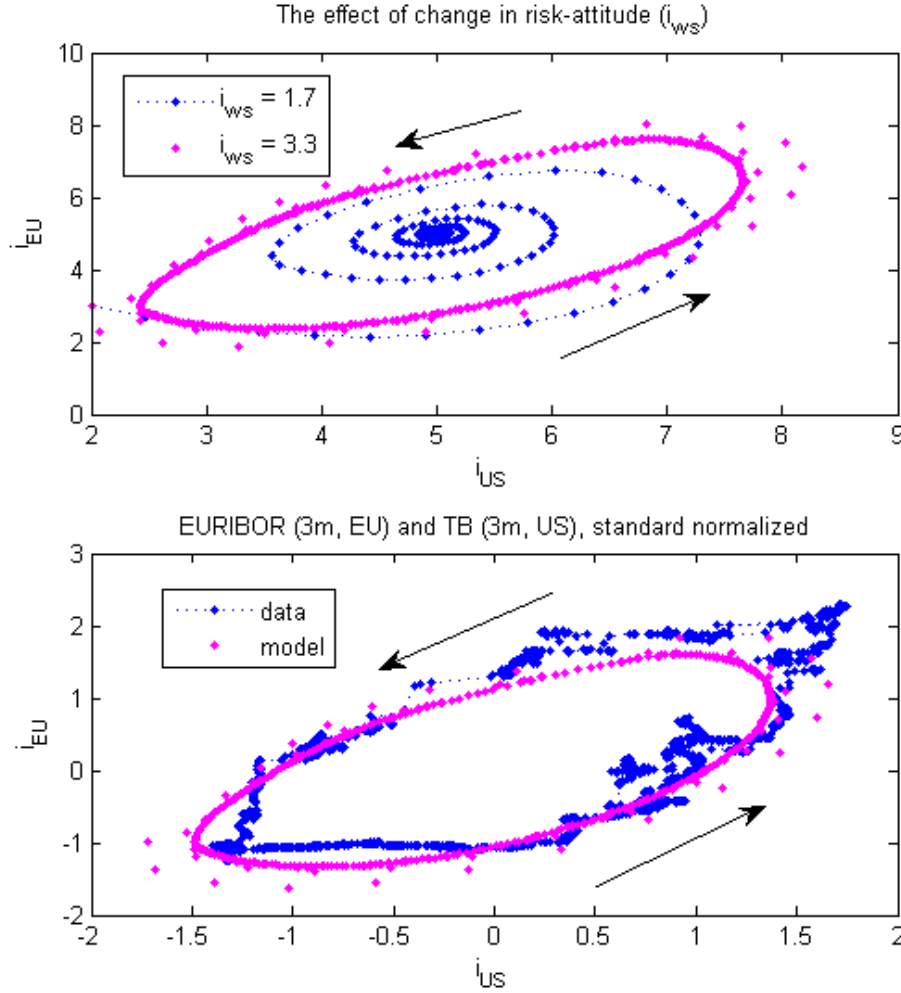 The effect of change in risk-attitude (i_ws)
10
8
6
4
2
0
i_EU
i_ws = 1.7
i_ws = 3.3
2 3 4 5 6 7 8 9
i_US
EURIBOR (3m, EU) and TB (3m, US), standard normalized
3
2
1
0
-1
-2
i_EU
data
model
-2 -1.5 -1 -0.5 0 0.5 1 1.5 2
i_US